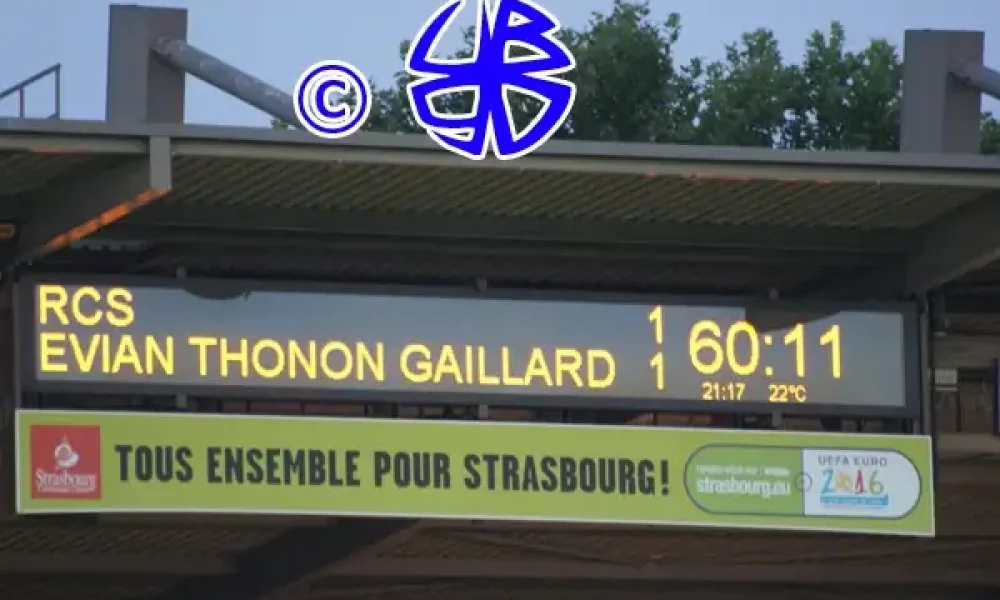 ©
RCS 1
EVIAN THONON GAILLARD 1
60:11
21:17 22°C
Strasbourg
TOUS ENSEMBLE POUR STRASBOURG!
strasbourg.eu
UEFA EURO
2016